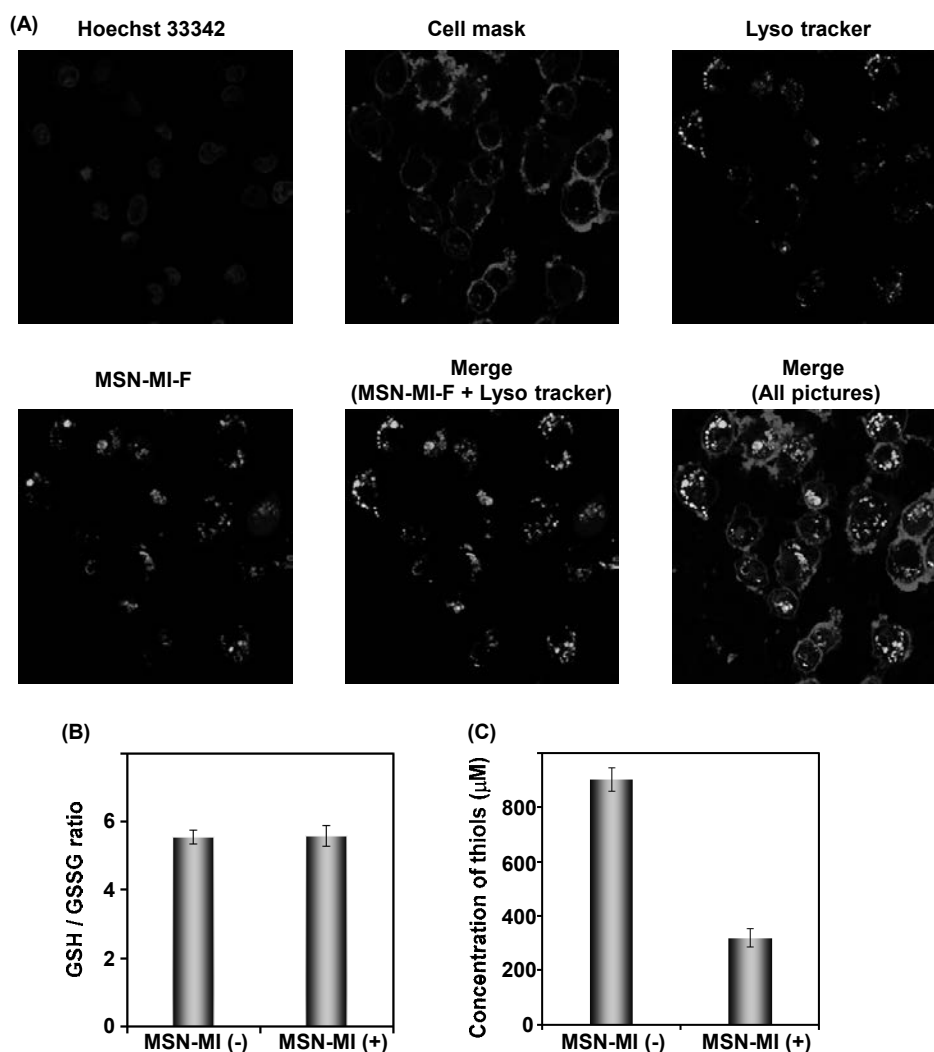 (A)
Hoechst 33342
Cell mask
Lyso tracker
MSN-MI-F
Merge
(MSN-MI-F + Lyso tracker)
Merge
(All pictures)
(B)
GSH / GSSG ratio
6
4
2
0
MSN-MI (-)
MSN-MI (+)
(C)
Concentration of thiols (μM)
800
600
400
200
0
MSN-MI (-)
MSN-MI (+)